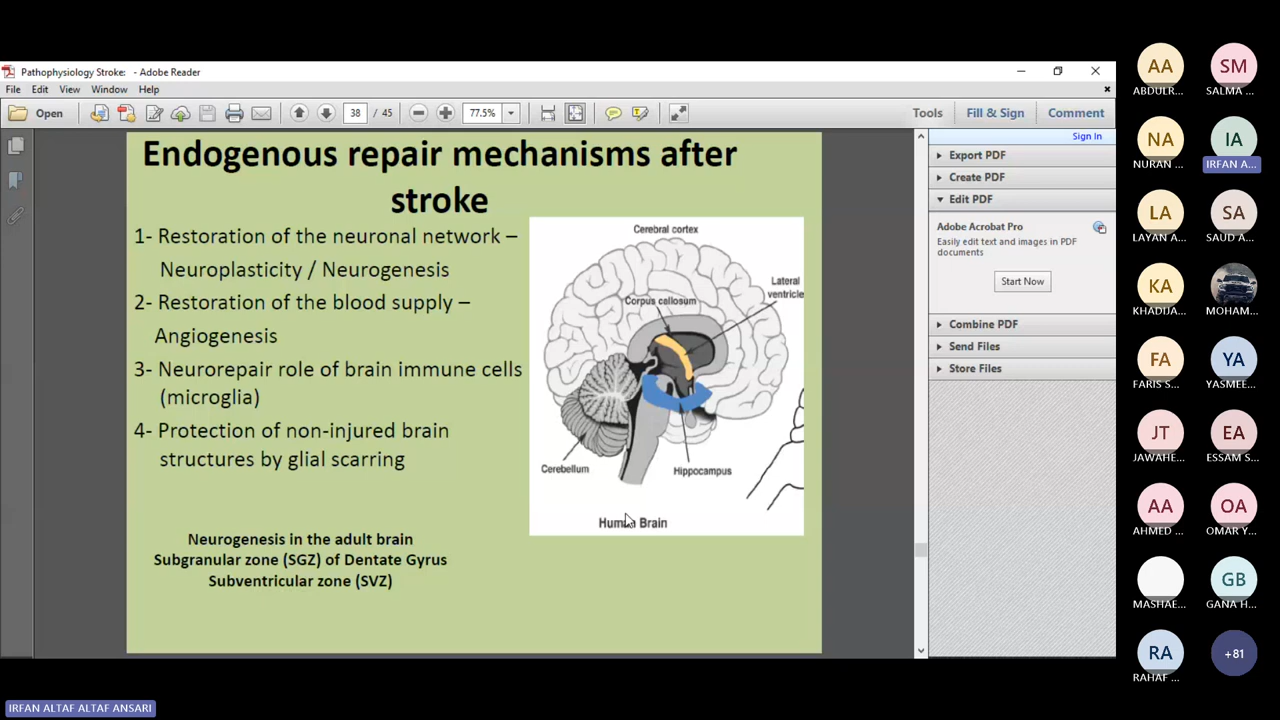 Pathophysiology Stroke: - Adobe Reader
File Edit View Window Help
Open 38 / 45 77.5% Tools Fill & Sign Comment
Sign In
Export PDF
Create PDF
Edit PDF
Adobe Acrobat Pro
Easily edit text and images in PDF
documents
Start Now
Combine PDF
Send Files
Store Files
Endogenous repair mechanisms after
stroke
1- Restoration of the neuronal network –
Neuroplasticity / Neurogenesis
2- Restoration of the blood supply –
Angiogenesis
3- Neurorepair role of brain immune cells
(microglia)
4- Protection of non-injured brain
structures by glial scarring
Neurogenesis in the adult brain
Subgranular zone (SGZ) of Dentate Gyrus
Subventricular zone (SVZ)
Cerebral cortex
Lateral
ventricle
Corpus callosum
Cerebellum
Hippocampus
Human Brain
AA SM
ABDULR... SALMA ...
NA IA
NURAN ... IRFAN A...
LA SA
LAYAN A... SAUD A...
KA
KHADIJA... MOHAM...
FA YA
FARIS S... YASMEE...
JT EA
JAWAHE... ESSAM S...
AA OA
AHMED ... OMAR Y...
GB
MASHAE... GANA H...
RA +81
RAHAF ...
IRFAN ALTAF ALTAF ANSARI